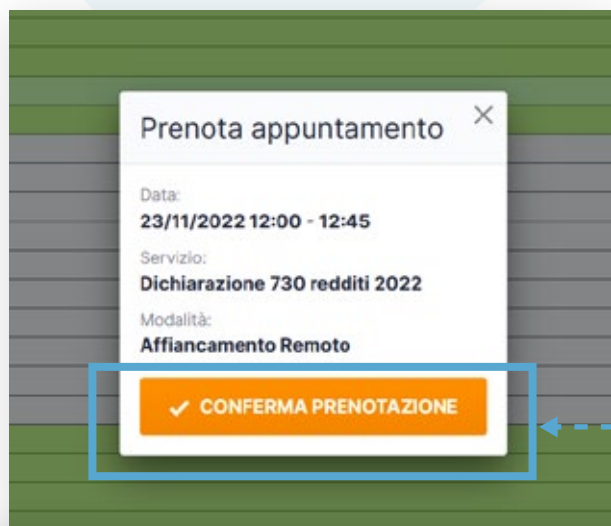 Prenota appuntamento
Data:
23/11/2022 12:00 - 12:45
Servizio:
Dichiarazione 730 redditi 2022
Modalità:
Affiancamento Remoto
CONFERMA PRENOTAZIONE